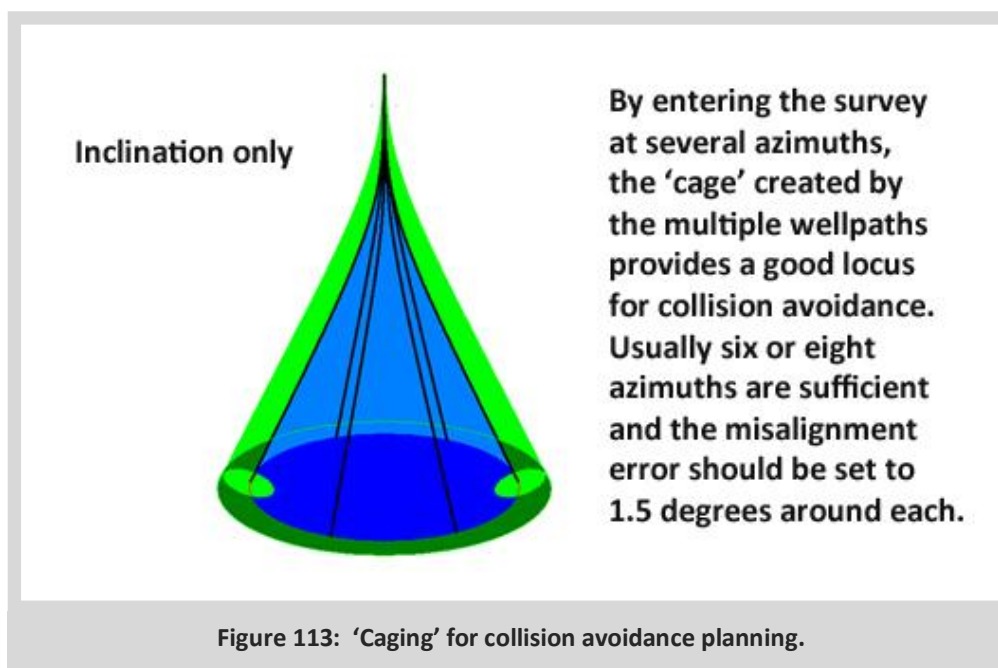 Inclination only
By entering the survey
at several azimuths,
the ‘cage’ created by
the multiple wellpaths
provides a good locus
for collision avoidance.
Usually six or eight
azimuths are sufficient
and the misalignment
error should be set to
1.5 degrees around each.
Figure 113:  ‘Caging’ for collision avoidance planning.